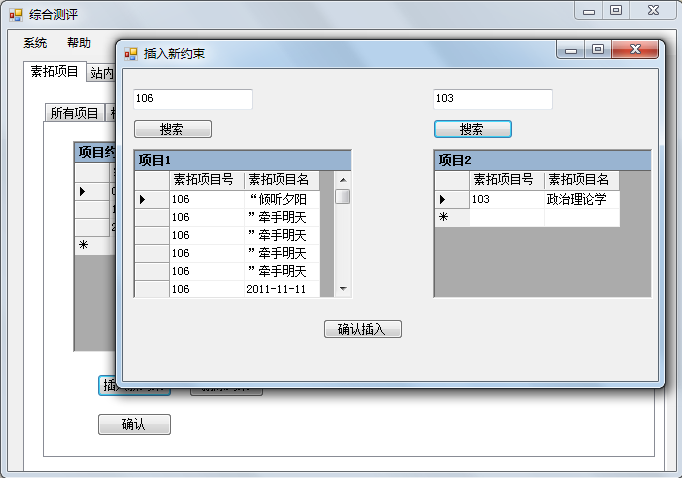 综合测评
系统 帮助
素拓项目 站内
所有项目
项目约
确认
插入新约束
106 103
搜索 搜索
项目1
素拓项目号 素拓项目名
106 “倾听夕阳
106 ”牵手明天
106 ”牵手明天
106 ”牵手明天
106 ”牵手明天
106 2011-11-11
项目2
素拓项目号 素拓项目名
103 政治理论学
确认插入